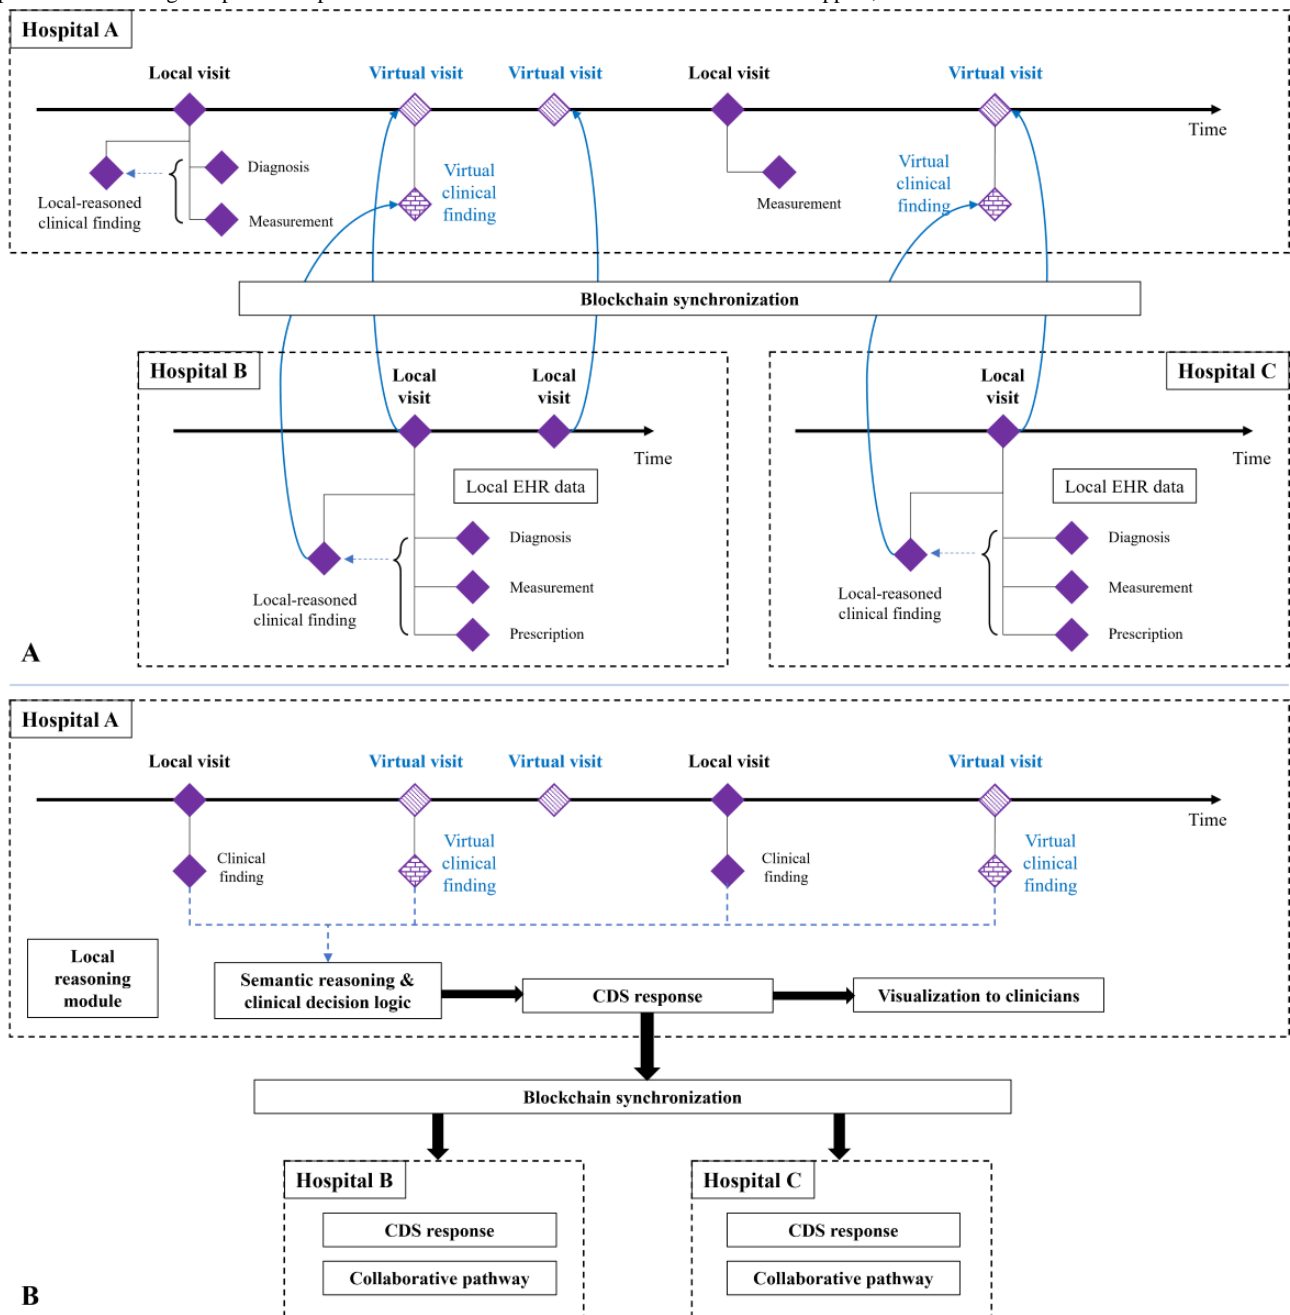 Hospital A
Local visit
Virtual visit
Virtual visit
Local visit
Virtual visit
Time
Diagnosis
Measurement
Local-reasoned
clinical finding
Virtual
clinical
finding
Measurement
Virtual
clinical
finding
Blockchain synchronization
Hospital B
Local
visit
Local
visit
Time
Local EHR data
Diagnosis
Measurement
Prescription
Local-reasoned
clinical finding
Hospital C
Local
visit
Time
Local EHR data
Diagnosis
Measurement
Prescription
Local-reasoned
clinical finding
A
Hospital A
Local visit
Virtual visit
Virtual visit
Local visit
Virtual visit
Time
Clinical
finding
Virtual
clinical
finding
Clinical
finding
Virtual
clinical
finding
Local
reasoning
module
Semantic reasoning &
clinical decision logic
CDS response
Visualization to clinicians
Blockchain synchronization
Hospital B
CDS response
Collaborative pathway
Hospital C
CDS response
Collaborative pathway
B